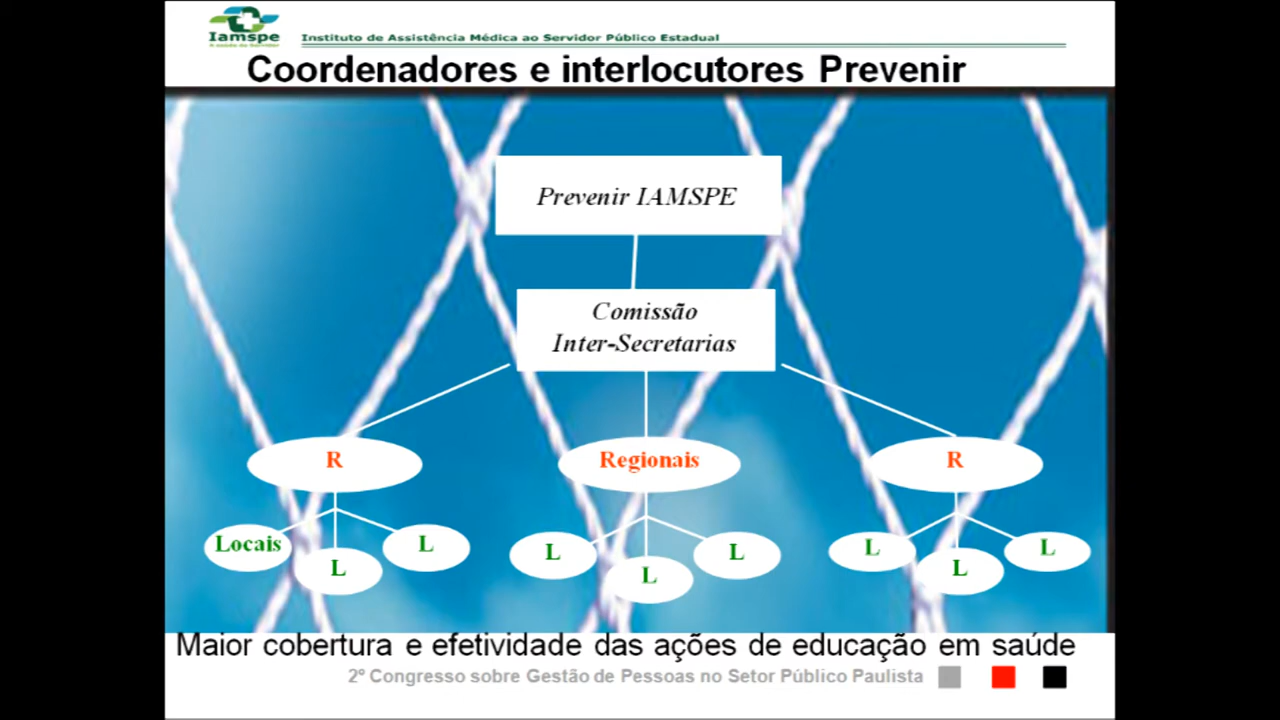 Iamspe
Instituto de Assistência Médica ao Servidor Público Estadual
Coordenadores e interlocutores Prevenir
Prevenir IAMSPE
Comissão
Inter-Secretarias
R
Regionais
R
Locais
L
L
L
L
L
L
L
L
Maior cobertura e efetividade das ações de educação em saúde
2º Congresso sobre Gestão de Pessoas no Setor Público Paulista